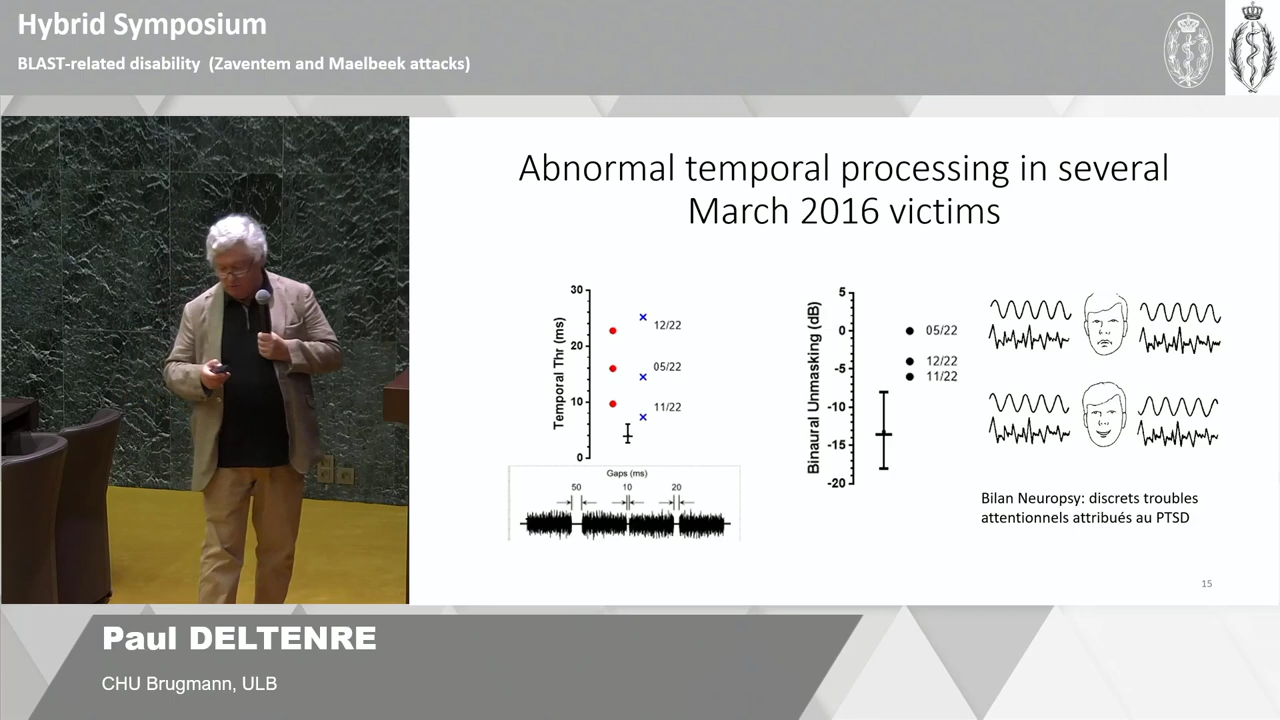 Hybrid Symposium
BLAST-related disability (Zaventem and Maelbeek attacks)
Abnormal temporal processing in several
March 2016 victims
Temporal Thr (ms)
30
20
10
0
12/22
05/22
11/22
Gaps (ms)
50
10
20
Binaural Unmasking (dB)
5
0
-5
-10
-15
-20
05/22
12/22
11/22
Bilan Neuropsy: discrets troubles
attentionnels attribués au PTSD
15
Paul DELTENRE
CHU Brugmann, ULB